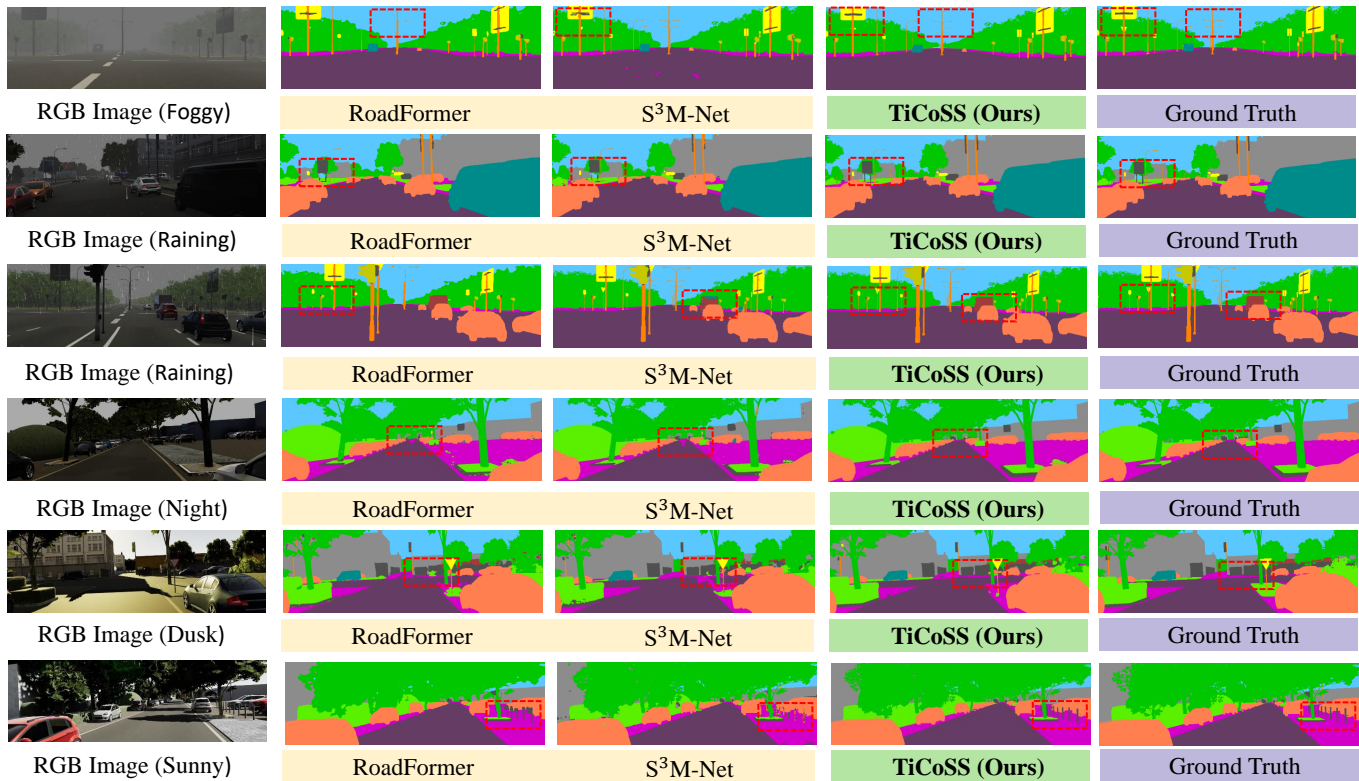 RGB Image (Foggy) RoadFormer S³M-Net TiCoSS (Ours) Ground Truth
RGB Image (Raining) RoadFormer S³M-Net TiCoSS (Ours) Ground Truth
RGB Image (Raining) RoadFormer S³M-Net TiCoSS (Ours) Ground Truth
RGB Image (Night) RoadFormer S³M-Net TiCoSS (Ours) Ground Truth
RGB Image (Dusk) RoadFormer S³M-Net TiCoSS (Ours) Ground Truth
RGB Image (Sunny) RoadFormer S³M-Net TiCoSS (Ours) Ground Truth